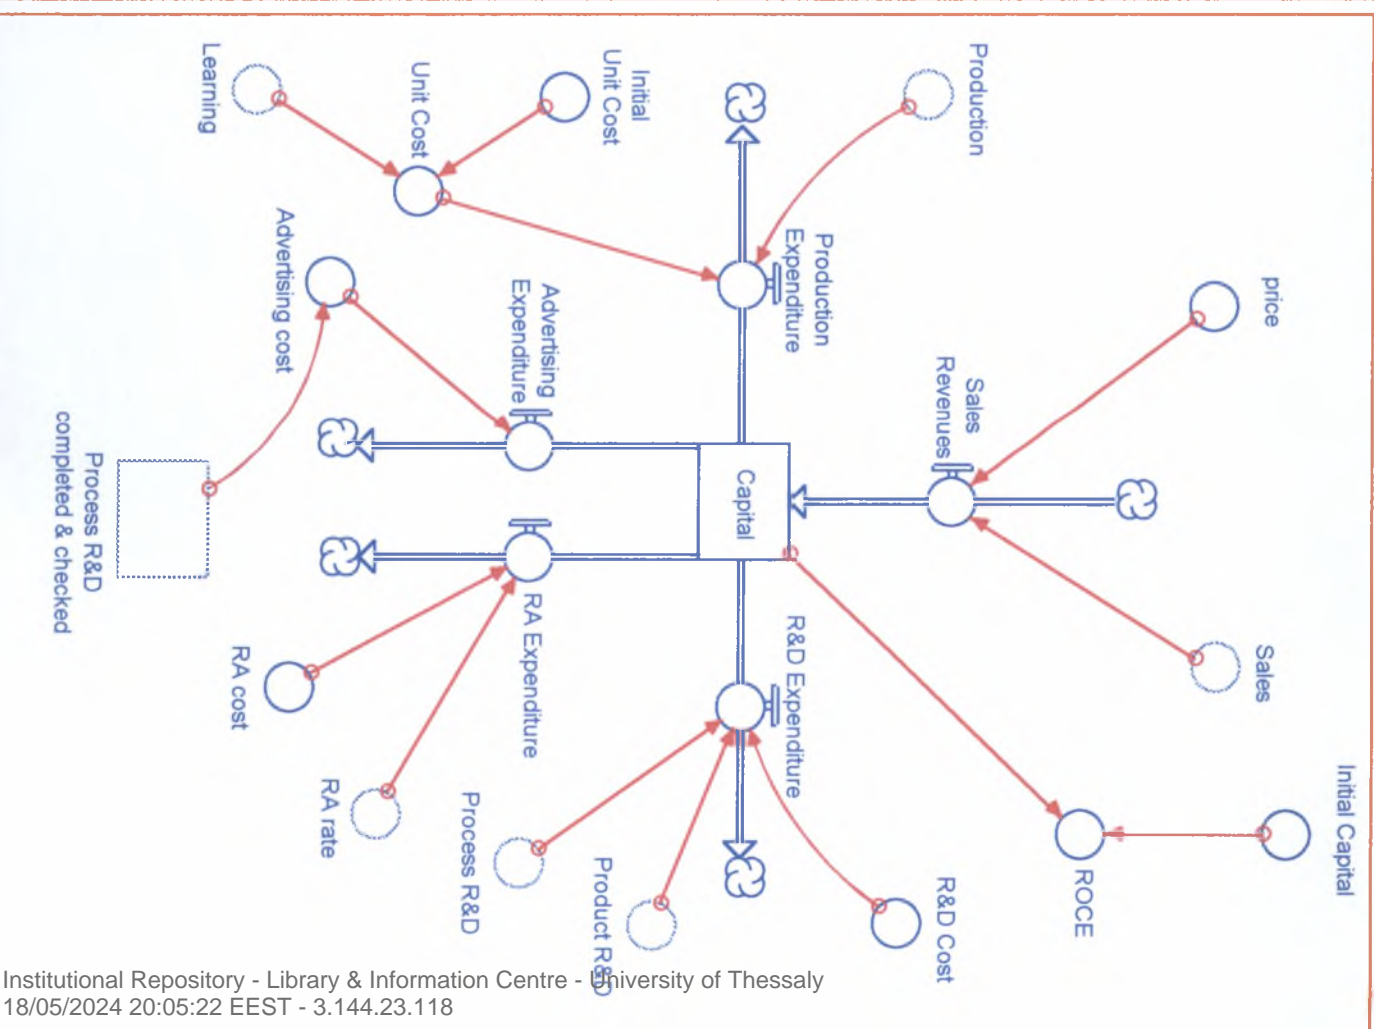 Initial Capital
price
Sales
Production
Sales
Revenues
ROCE
R&D Cost
Production
Expenditure
R&D Expenditure
Capital
Initial
Unit Cost
Product R&D
Advertising
Expenditure
RA Expenditure
Process R&D
Unit Cost
RA rate
Advertising cost
RA cost
Learning
Process R&D
completed & checked
Institutional Repository - Library & Information Centre - University of Thessaly
18/05/2024 20:05:22 EEST - 3.144.23.118